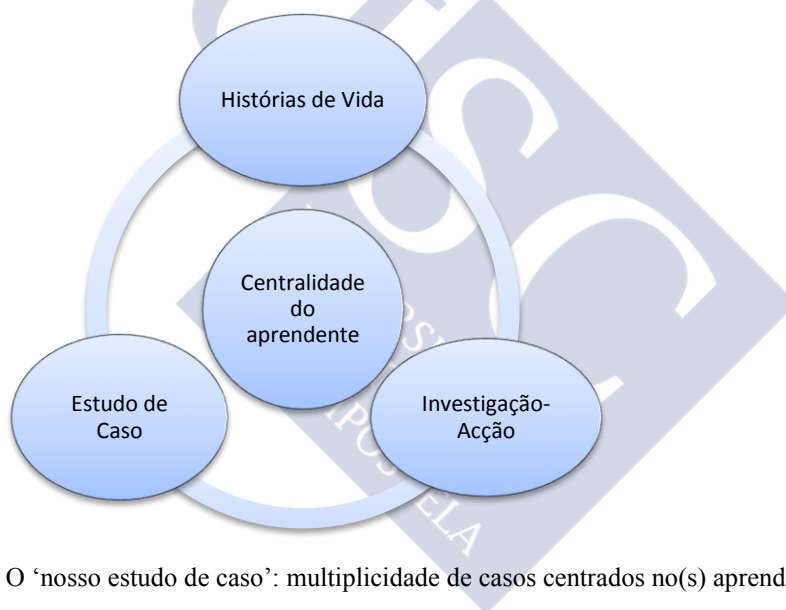 Histórias de Vida
Centralidade
do
aprendente
Estudo de
Caso
Investigação-
Acção
O ‘nosso estudo de caso’: multiplicidade de casos centrados no(s) aprend